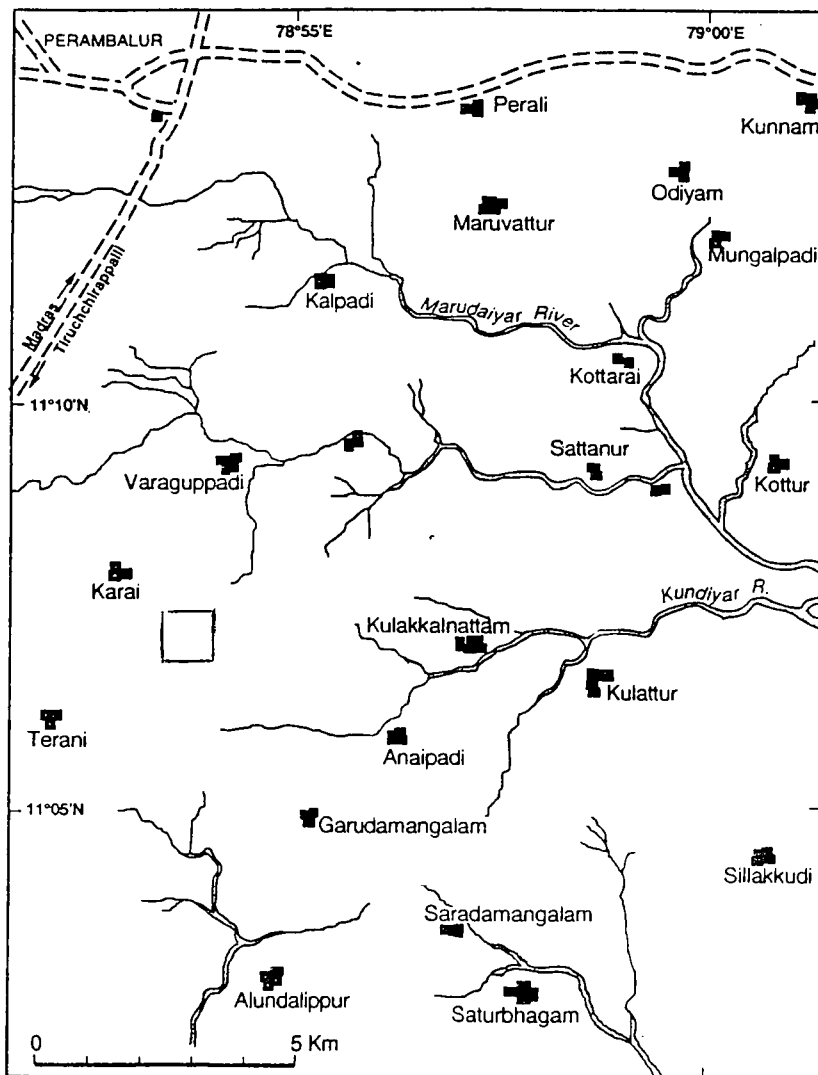 78°55'E
79°00'E
PERAMBALUR
Perali
Kunnam
Odiyam
Maruvattur
Mungalpadi
Madras
Tiruchchirappalli
Kalpadi
Marudaiyar River
Kottarai
11°10'N
Varaguppadi
Sattanur
Kottur
Karai
Kundiyar R.
Kulakkalnattam
Kulattur
Terani
Anaipadi
11°05'N
Garudamangalam
Sillakkudi
Saradamangalam
Alundalippur
Saturbhagam
0
5 Km